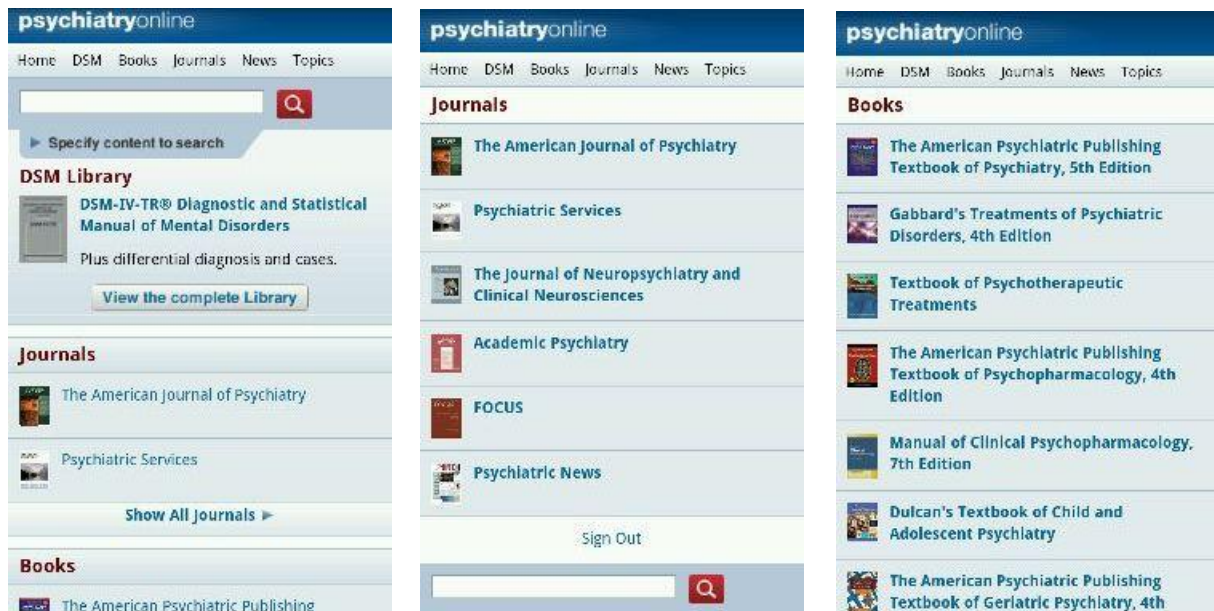 psychiatryonline
Home DSM Books Journals News Topics
Specify content to search
DSM Library
DSM-IV-TR® Diagnostic and Statistical
Manual of Mental Disorders
Plus differential diagnosis and cases.
View the complete Library
Journals
The American Journal of Psychiatry
Psychiatric Services
Show All Journals
Books
The American Psychiatric Publishing
psychiatryonline
Home DSM Books Journals News Topics
Journals
The American Journal of Psychiatry
Psychiatric Services
The Journal of Neuropsychiatry and
Clinical Neurosciences
Academic Psychiatry
FOCUS
Psychiatric News
Sign Out
psychiatryonline
Home DSM Books Journals News Topics
Books
The American Psychiatric Publishing
Textbook of Psychiatry, 5th Edition
Gabbard's Treatments of Psychiatric
Disorders, 4th Edition
Textbook of Psychotherapeutic
Treatments
The American Psychiatric Publishing
Textbook of Psychopharmacology, 4th
Edition
Manual of Clinical Psychopharmacology,
7th Edition
Dulcan's Textbook of Child and
Adolescent Psychiatry
The American Psychiatric Publishing
Textbook of Geriatric Psychiatry, 4th